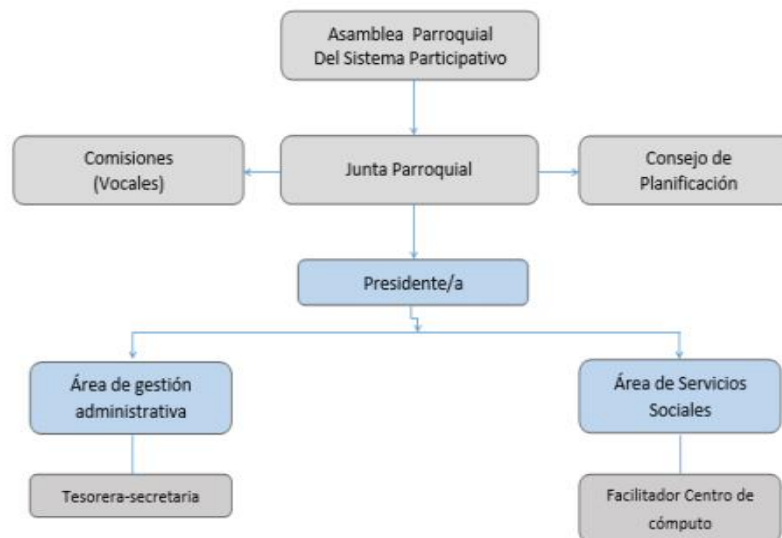 Asamblea Parroquial
Del Sistema Participativo
Comisiones
(Vocales)
Junta Parroquial
Consejo de
Planificación
Presidente/a
Área de gestión
administrativa
Área de Servicios
Sociales
Tesorera-secretaria
Facilitador Centro de
cómputo